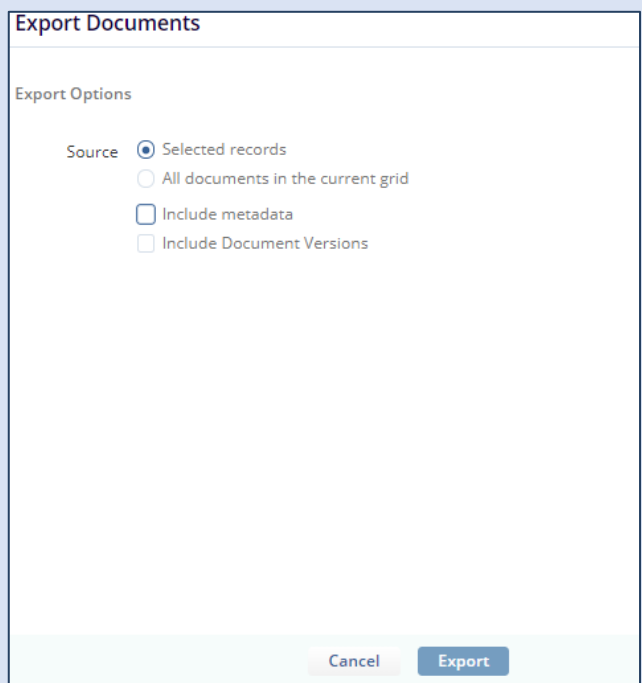 Export Documents
Export Options
Source Selected records
All documents in the current grid
Include metadata
Include Document Versions
Cancel Export